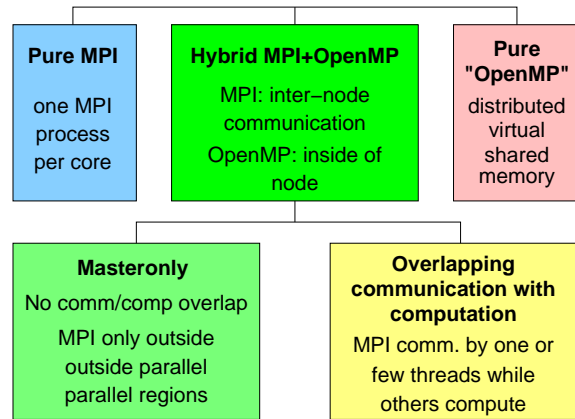 Pure MPI
one MPI
process
per core
Hybrid MPI+OpenMP
MPI: inter−node
communication
OpenMP: inside of
node
Pure
"OpenMP"
distributed
virtual
shared
memory
Masteronly
No comm/comp overlap
MPI only outside
outside parallel
parallel regions
Overlapping
communication with
computation
MPI comm. by one or
few threads while
others compute